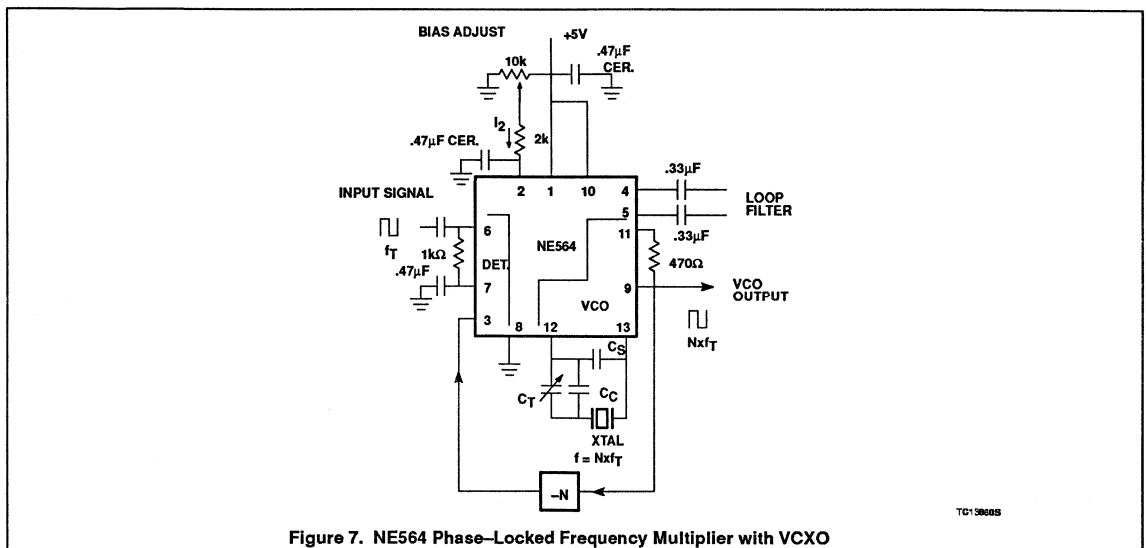 BIAS ADJUST
+5V
10k
.47µF
CER.
I2
2k
.47µF CER.
INPUT SIGNAL
fT
1kΩ
.47µF
2
1
10
4
5
11
6
7
3
8
12
13
9
DET.
NE564
VCO
.33µF
.33µF
LOOP
FILTER
470Ω
VCO
OUTPUT
NxfT
CS
CT
CC
XTAL
f = NxfT
–N
TC13860S
Figure 7. NE564 Phase–Locked Frequency Multiplier with VCXO